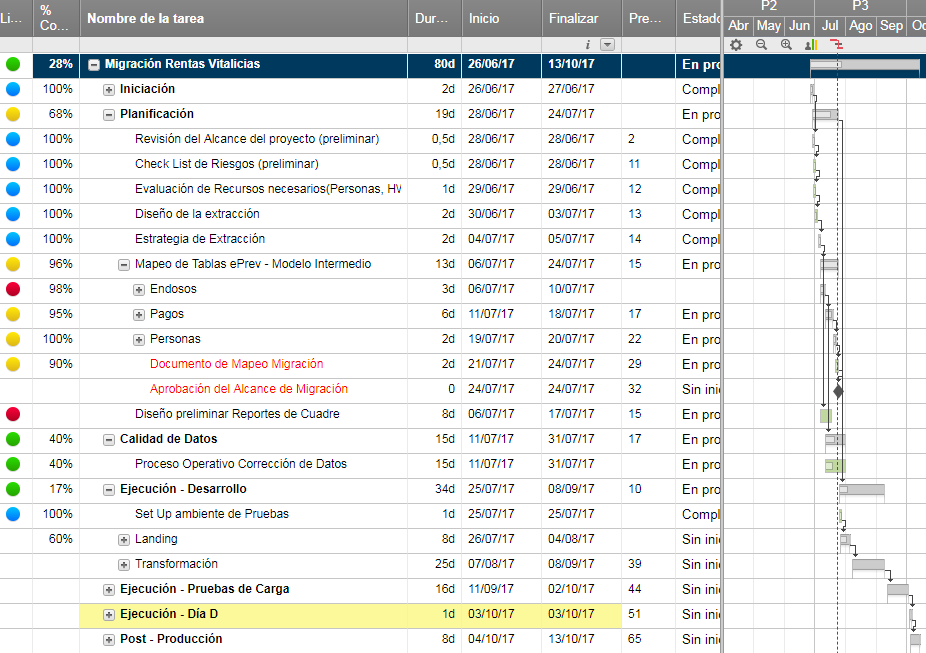 Li... % Co... Nombre de la tarea Dur... Inicio Finalizar Pre... Estado P2 P3
Abr May Jun Jul Ago Sep Oc
i
28% Migración Rentas Vitalicias 80d 26/06/17 13/10/17 En pro
100% Iniciación 2d 26/06/17 27/06/17 Compl
68% Planificación 19d 28/06/17 24/07/17 En pro
100% Revisión del Alcance del proyecto (preliminar) 0,5d 28/06/17 28/06/17 2 Compl
100% Check List de Riesgos (preliminar) 0,5d 28/06/17 28/06/17 11 Compl
100% Evaluación de Recursos necesarios(Personas, HW 1d 29/06/17 29/06/17 12 Compl
100% Diseño de la extracción 2d 30/06/17 03/07/17 13 Compl
100% Estrategia de Extracción 2d 04/07/17 05/07/17 14 Compl
96% Mapeo de Tablas ePrev - Modelo Intermedio 13d 06/07/17 24/07/17 15 En pro
98% Endosos 3d 06/07/17 10/07/17
95% Pagos 6d 11/07/17 18/07/17 17 En pro
100% Personas 2d 19/07/17 20/07/17 22 En pro
90% Documento de Mapeo Migración 2d 21/07/17 24/07/17 29 En pro
Aprobación del Alcance de Migración 0 24/07/17 24/07/17 32 Sin inic
Diseño preliminar Reportes de Cuadre 8d 06/07/17 17/07/17 15 En pro
40% Calidad de Datos 15d 11/07/17 31/07/17 17 En pro
40% Proceso Operativo Corrección de Datos 15d 11/07/17 31/07/17 En pro
17% Ejecución - Desarrollo 34d 25/07/17 08/09/17 10 En pro
100% Set Up ambiente de Pruebas 1d 25/07/17 25/07/17 Compl
60% Landing 8d 26/07/17 04/08/17 Sin inic
Transformación 25d 07/08/17 08/09/17 39 Sin inic
Ejecución - Pruebas de Carga 16d 11/09/17 02/10/17 44 Sin inic
Ejecución - Día D 1d 03/10/17 03/10/17 51 Sin inic
Post - Producción 8d 04/10/17 13/10/17 65 Sin inic